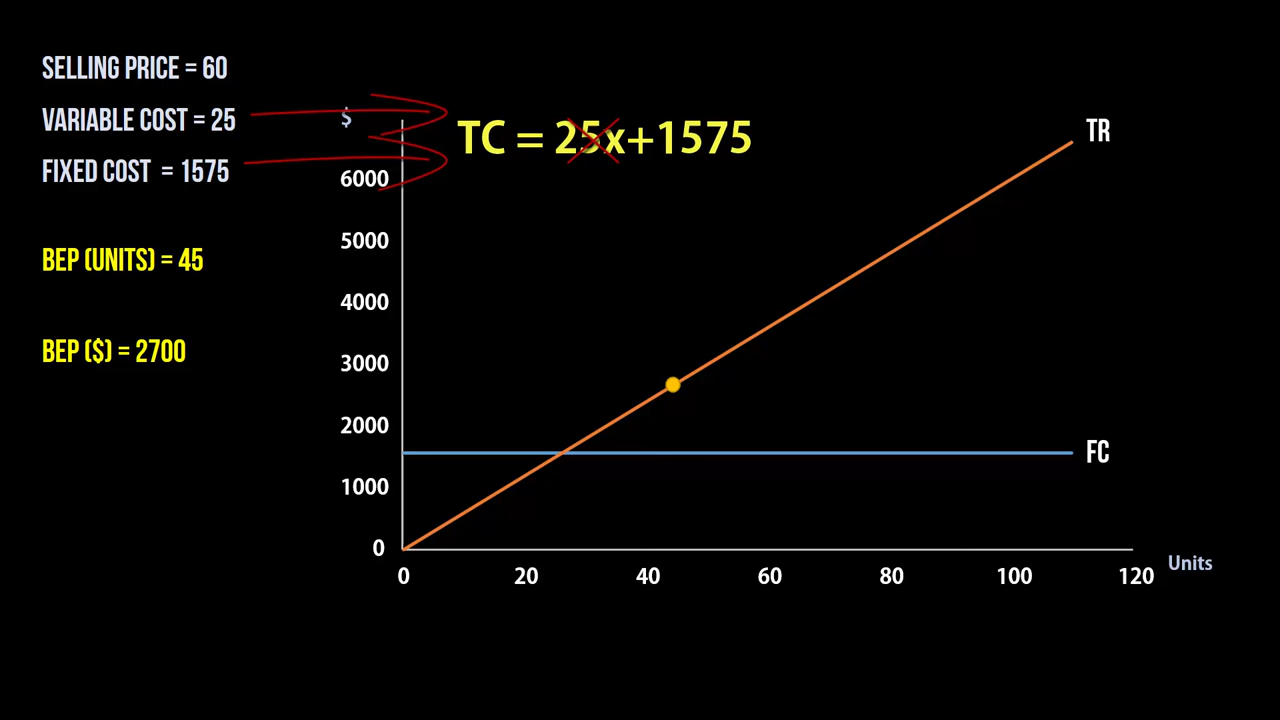 SELLING PRICE = 60
VARIABLE COST = 25
FIXED COST = 1575
BEP (UNITS) = 45
BEP ($) = 2700
$
TC = 25x+1575
TR
6000
5000
4000
3000
2000
FC
1000
0
0 20 40 60 80 100 120 Units